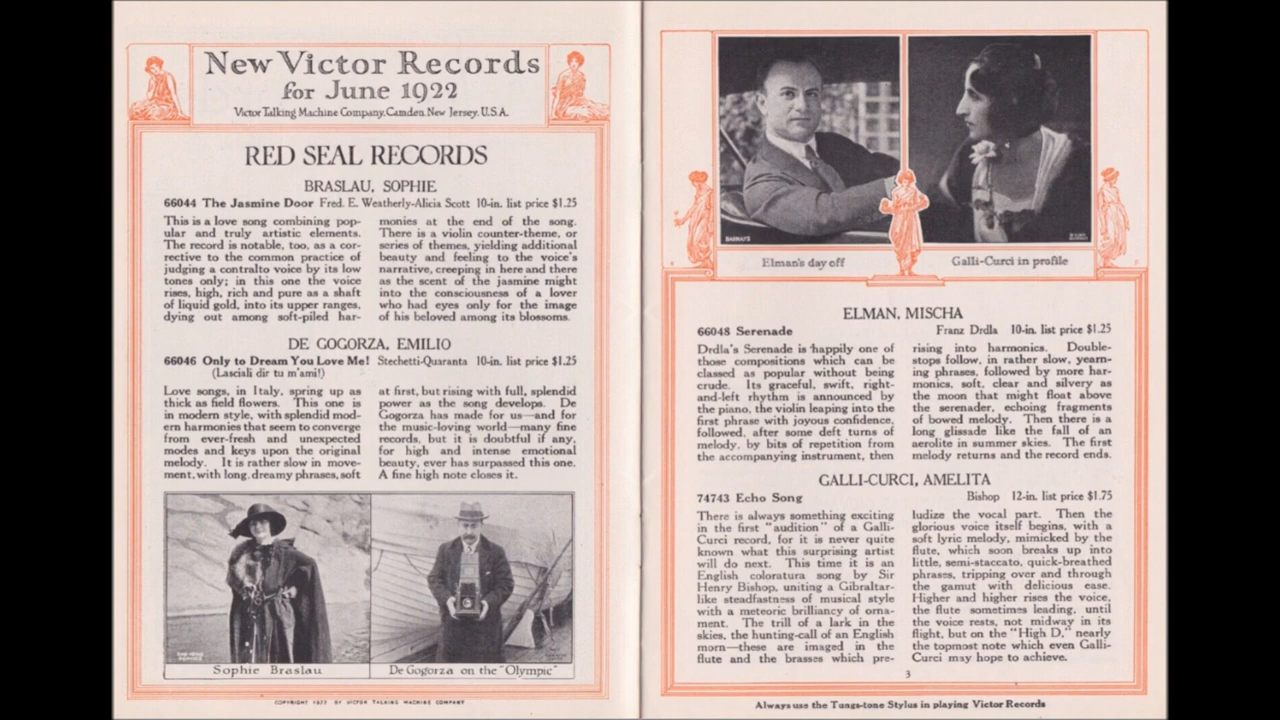 New Victor Records
for June 1922
Victor Talking Machine Company, Camden, New Jersey, U.S.A.
RED SEAL RECORDS
BRASLAU, SOPHIE
66044 The Jasmine Door Fred. E. Weatherly-Alicia Scott 10-in. list price $1.25
This is a love song combining pop-
ular and truly artistic elements.
The record is notable, too, as a cor-
rective to the common practice of
judging a contralto voice by its low
tones only; in this one the voice
rises, high, rich and pure as a shaft
of liquid gold, into its upper ranges,
dying out among soft-piled har-
monies at the end of the song.
There is a violin counter-theme, or
series of themes, yielding additional
beauty and feeling to the voice's
narrative, creeping in here and there
as the scent of the jasmine might
into the consciousness of a lover
who had eyes only for the image
of his beloved among its blossoms.
DE GOGORZA, EMILIO
66046 Only to Dream You Love Me! Stechetti-Quaranta 10-in. list price $1.25
(Lasciali dir tu m'ami!)
Love songs, in Italy, spring up as
thick as field flowers. This one is
in modern style, with splendid mod-
ern harmonies that seem to converge
from ever-fresh and unexpected
modes and keys upon the original
melody. It is rather slow in move-
ment, with long, dreamy phrases, soft
at first, but rising with full, splendid
power as the song develops. De
Gogorza has made for us—and for
the music-loving world—many fine
records, but it is doubtful if any,
for high and intense emotional
beauty, ever has surpassed this one.
A fine high note closes it.
Sophie Braslau
De Gogorza on the "Olympic"
COPYRIGHT 1922 BY VICTOR TALKING MACHINE COMPANY
Elman's day off
Galli-Curci in profile
ELMAN, MISCHA
66048 Serenade Franz Drdla 10-in. list price $1.25
Drdla's Serenade is happily one of
those compositions which can be
classed as popular without being
crude. Its graceful, swift, right-
and-left rhythm is announced by
the piano, the violin leaping into the
first phrase with joyous confidence,
followed, after some deft turns of
melody, by bits of repetition from
the accompanying instrument, then
rising into harmonics. Double-
stops follow, in rather slow, yearn-
ing phrases, followed by more har-
monics, soft, clear and silvery as
the moon that might float above
the serenader, echoing fragments
of bowed melody. Then there is a
long glissade like the fall of an
aerolite in summer skies. The first
melody returns and the record ends.
GALLI-CURCI, AMELITA
74743 Echo Song Bishop 12-in. list price $1.75
There is always something exciting
in the first "audition" of a Galli-
Curci record, for it is never quite
known what this surprising artist
will do next. This time it is an
English coloratura song by Sir
Henry Bishop, uniting a Gibraltar-
like steadfastness of musical style
with a meteoric brilliancy of orna-
ment. The trill of a lark in the
skies, the hunting-call of an English
morn—these are imaged in the
flute and the brasses which pre-
ludize the vocal part. Then the
glorious voice itself begins, with a
soft lyric melody, mimicked by the
flute, which soon breaks up into
little, semi-staccato, quick-breathed
phrases, tripping over and through
the gamut with delicious ease.
Higher and higher rises the voice,
the flute sometimes leading, until
the voice rests, not midway in its
flight, but on the "High D," nearly
the topmost note which even Galli-
Curci may hope to achieve.
3
Always use the Tungs-tone Stylus in playing Victor Records